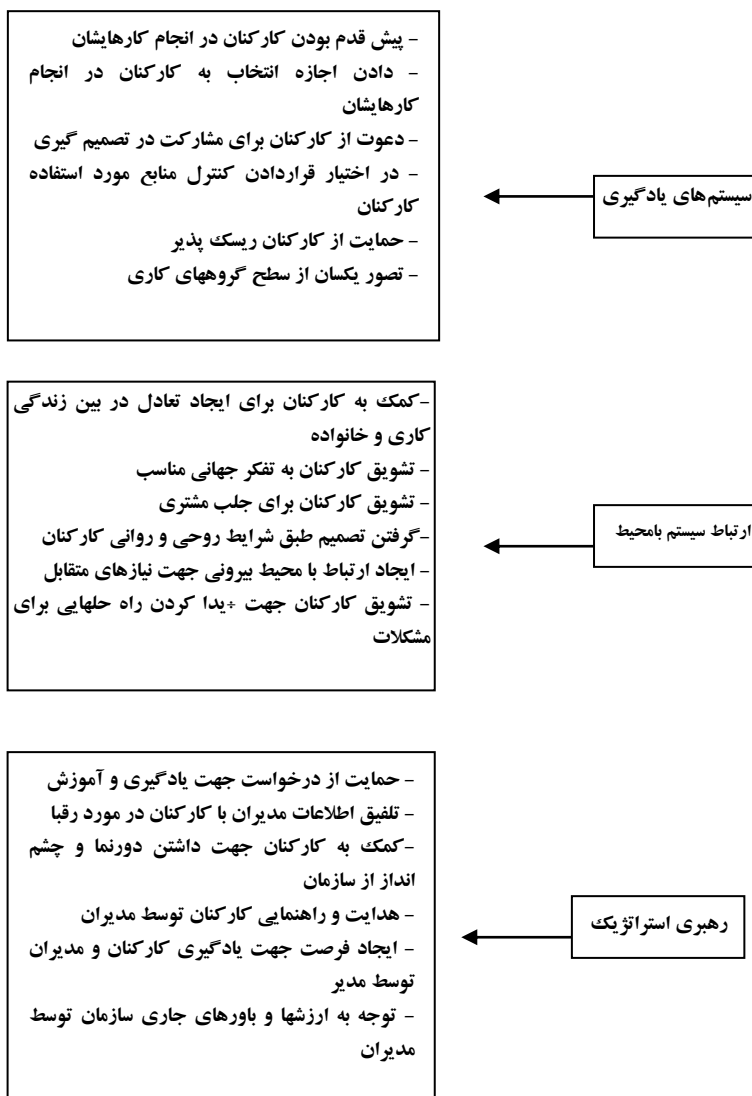 - پیش قدم بودن کارکنان در انجام کارهایشان
- دادن اجازه انتخاب به کارکنان در انجام
کارهایشان
- دعوت از کارکنان برای مشارکت در تصمیم گیری
- در اختیار قراردادن کنترل منابع مورد استفاده
کارکنان
- حمایت از کارکنان ریسک پذیر
- تصور یکسان از سطح گروههای کاری
سیستم‌های یادگیری
-کمک به کارکنان برای ایجاد تعادل در بین زندگی
کاری و خانواده
- تشویق کارکنان به تفکر جهانی مناسب
- تشویق کارکنان برای جلب مشتری
-گرفتن تصمیم طبق شرایط روحی و روانی کارکنان
- ایجاد ارتباط با محیط بیرونی جهت نیازهای متقابل
- تشویق کارکنان جهت ÷یدا کردن راه حلهایی برای
مشکلات
ارتباط سیستم بامحیط
- حمایت از درخواست جهت یادگیری و آموزش
- تلفیق اطلاعات مدیران با کارکنان در مورد رقبا
-کمک به کارکنان جهت داشتن دورنما و چشم
انداز از سازمان
- هدایت و راهنمایی کارکنان توسط مدیران
- ایجاد فرصت جهت یادگیری کارکنان و مدیران
توسط مدیر
- توجه به ارزشها و باورهای جاری سازمان توسط
مدیران
رهبری استراتژیک